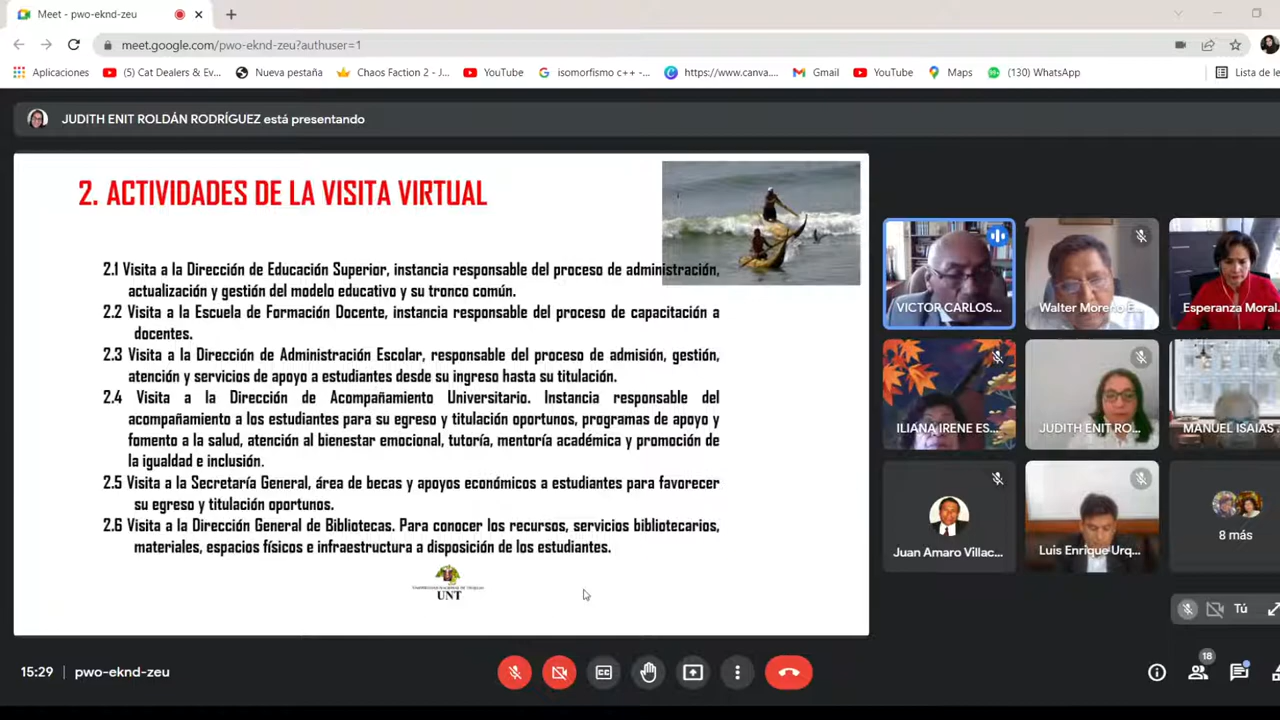 Meet - pwo-eknd-zeu
meet.google.com/pwo-eknd-zeu?authuser=1
Aplicaciones (5) Cat Dealers & Ev... Nueva pestaña Chaos Faction 2 - J... YouTube isomorfismo c++ -... https://www.canva.... Gmail YouTube Maps (130) WhatsApp Lista de le
JUDITH ENIT ROLDÁN RODRÍGUEZ está presentando
2. ACTIVIDADES DE LA VISITA VIRTUAL
2.1 Visita a la Dirección de Educación Superior, instancia responsable del proceso de administración,
actualización y gestión del modelo educativo y su tronco común.
2.2 Visita a la Escuela de Formación Docente, instancia responsable del proceso de capacitación a
docentes.
2.3 Visita a la Dirección de Administración Escolar, responsable del proceso de admisión, gestión,
atención y servicios de apoyo a estudiantes desde su ingreso hasta su titulación.
2.4 Visita a la Dirección de Acompañamiento Universitario. Instancia responsable del
acompañamiento a los estudiantes para su egreso y titulación oportunos, programas de apoyo y
fomento a la salud, atención al bienestar emocional, tutoría, mentoría académica y promoción de
la igualdad e inclusión.
2.5 Visita a la Secretaría General, área de becas y apoyos económicos a estudiantes para favorecer
su egreso y titulación oportunos.
2.6 Visita a la Dirección General de Bibliotecas. Para conocer los recursos, servicios bibliotecarios,
materiales, espacios físicos e infraestructura a disposición de los estudiantes.
UNT
VICTOR CARLOS... Walter Moreno E... Esperanza Moral...
ILIANA IRENE ES... JUDITH ENIT RO... MANUEL ISAIAS
Juan Amaro Villac... Luis Enrique Urq... 8 más
Tú
15:29 | pwo-eknd-zeu
CC
18